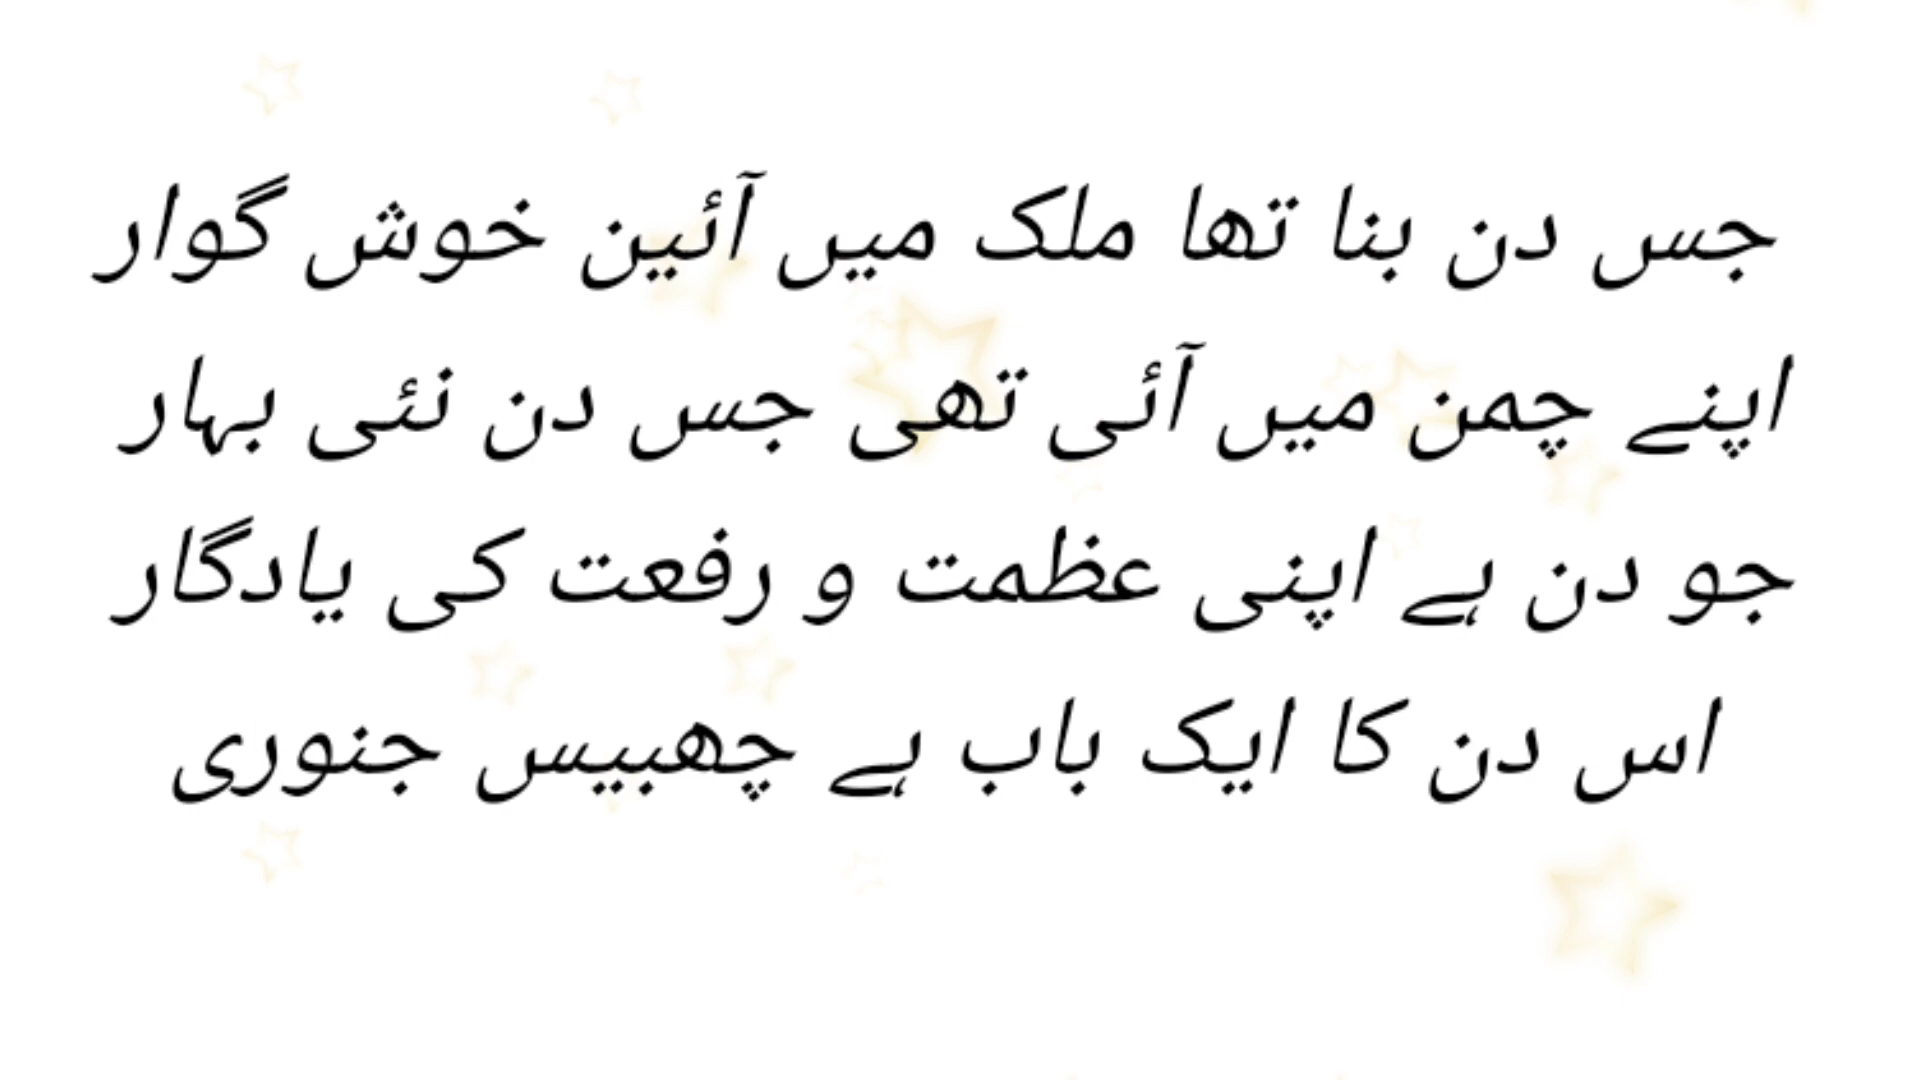 جس دن بنا تھا ملک میں آئین خوش گوار
اپنے چمن میں آئی تھی جس دن نئی بہار
جو دن ہے اپنی عظمت و رفعت کی یادگار
اس دن کا ایک باب ہے چھبیس جنوری